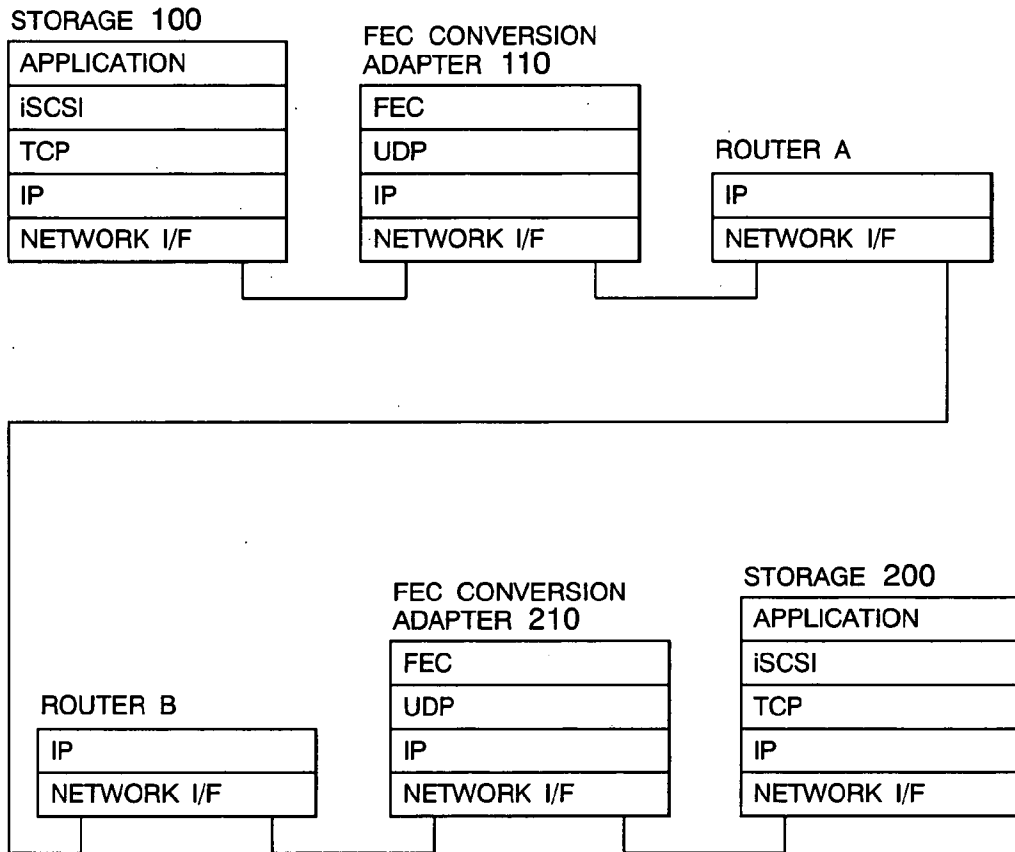 STORAGE 100
APPLICATION
iSCSI
TCP
IP
NETWORK I/F
FEC CONVERSION
ADAPTER 110
FEC
UDP
IP
NETWORK I/F
ROUTER A
IP
NETWORK I/F
ROUTER B
IP
NETWORK I/F
FEC CONVERSION
ADAPTER 210
FEC
UDP
IP
NETWORK I/F
STORAGE 200
APPLICATION
iSCSI
TCP
IP
NETWORK I/F